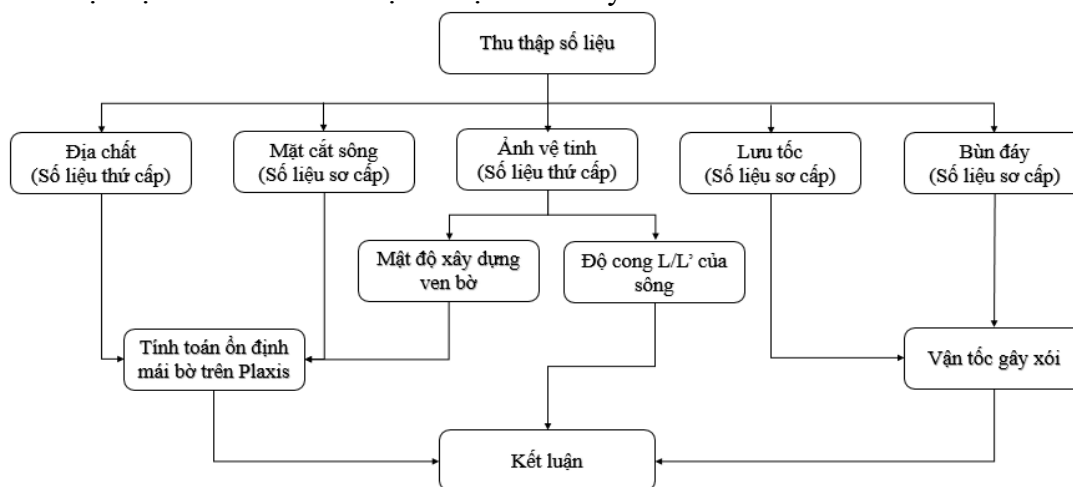 Thu thập số liệu
Địa chất
(Số liệu thứ cấp)
Mặt cắt sông
(Số liệu sơ cấp)
Ảnh vệ tinh
(Số liệu thứ cấp)
Lưu tốc
(Số liệu sơ cấp)
Bùn đáy
(Số liệu sơ cấp)
Mật độ xây dựng
ven bờ
Độ cong L/L’ của
sông
Tính toán ổn định
mái bờ trên Plaxis
Vận tốc gây xói
Kết luận